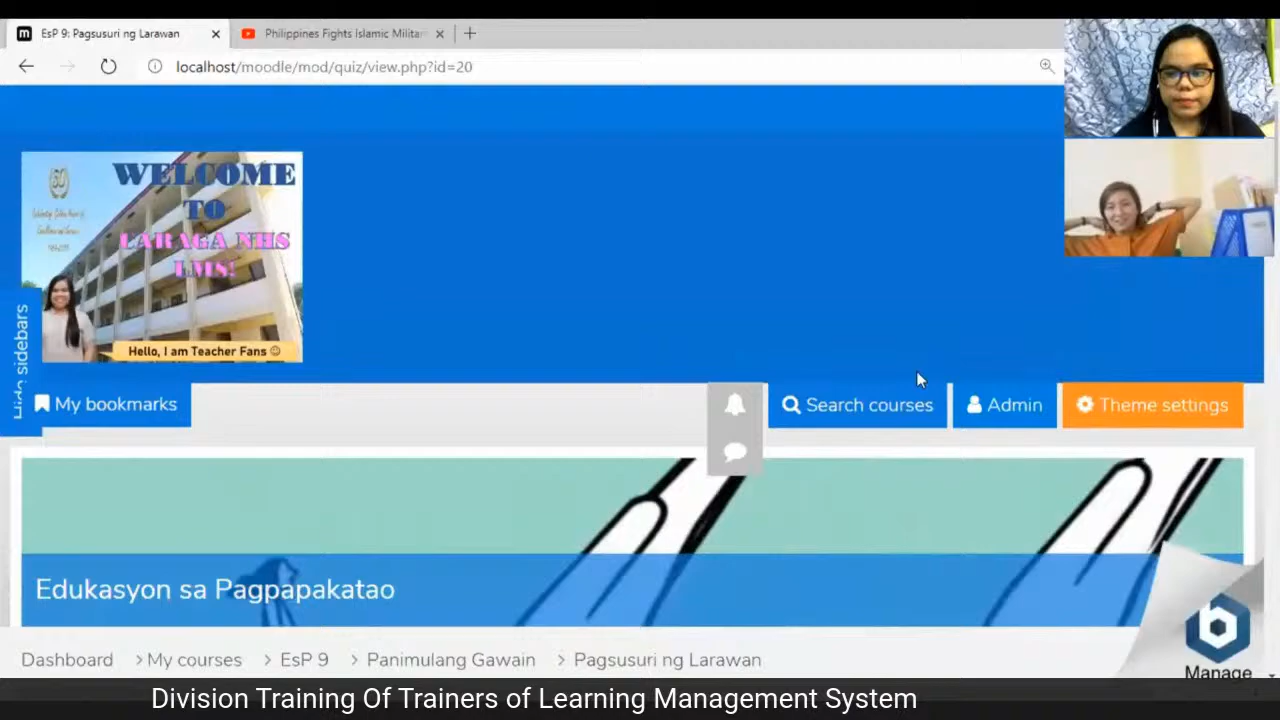 EsP 9: Pagsusuri ng Larawan
Philippines Fights Islamic Milita
localhost/moodle/mod/quiz/view.php?id=20
50
WELCOME
TO
LARAGA NHS
LMS!
Hello, I am Teacher Fans
sidebars
My bookmarks
Search courses
Admin
Theme settings
Edukasyon sa Pagpapakatao
Dashboard > My courses > EsP 9 > Panimulang Gawain > Pagsusuri ng Larawan
Manage
Division Training Of Trainers of Learning Management System